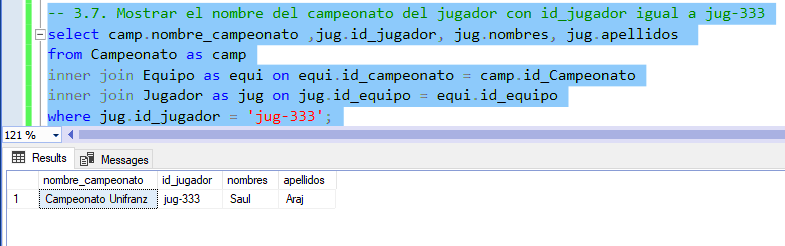 -- 3.7. Mostrar el nombre del campeonato del jugador con id_jugador igual a jug-333
select camp.nombre_campeonato ,jug.id_jugador, jug.nombres, jug.apellidos
from Campeonato as camp
inner join Equipo as equi on equi.id_campeonato = camp.id_Campeonato
inner join Jugador as jug on jug.id_equipo = equi.id_equipo
where jug.id_jugador = 'jug-333';
121 %
Results Messages
nombre_campeonato id_jugador nombres apellidos
1 Campeonato Unifranz jug-333 Saul Araj